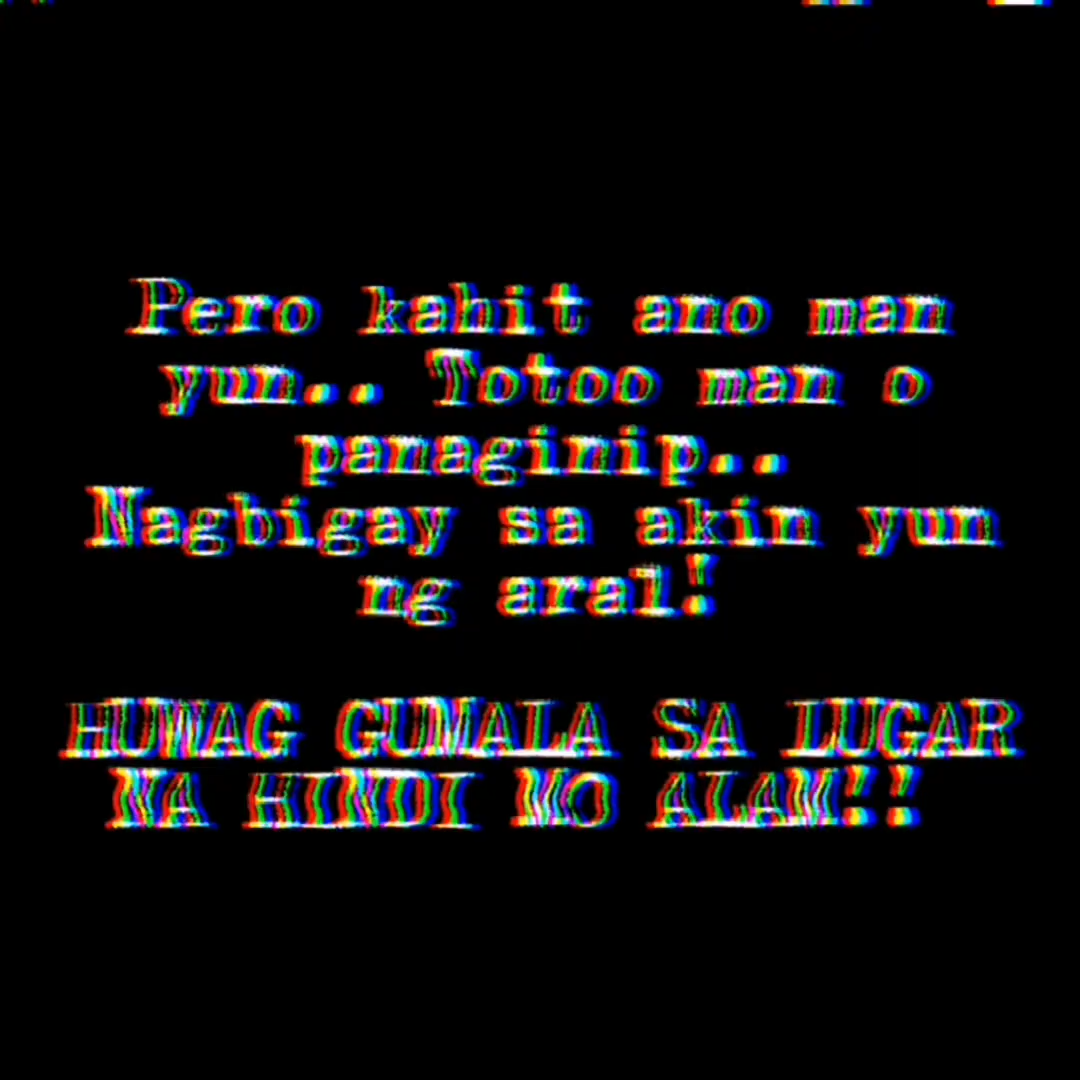 Pero kahit ano man
yun.. Totoo man o
panaginip..
Nagbigay sa akin yun
ng aral!
HUWAG GUMALA SA LUGAR
NA HINDI MO ALAM!!